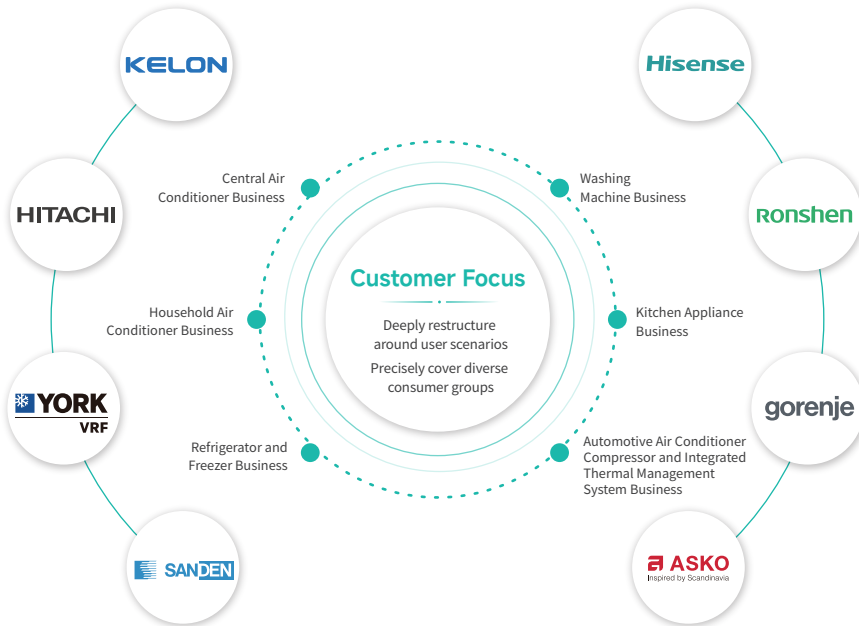 KELON
Hisense
HITACHI
Ronshen
YORK
VRF
gorenje
SANDEN
ASKO
Inspired by Scandinavia
Central Air
Conditioner Business
Household Air
Conditioner Business
Refrigerator and
Freezer Business
Customer Focus
Deeply restructure
around user scenarios
Precisely cover diverse
consumer groups
Washing
Machine Business
Kitchen Appliance
Business
Automotive Air Conditioner
Compressor and Integrated
Thermal Management
System Business